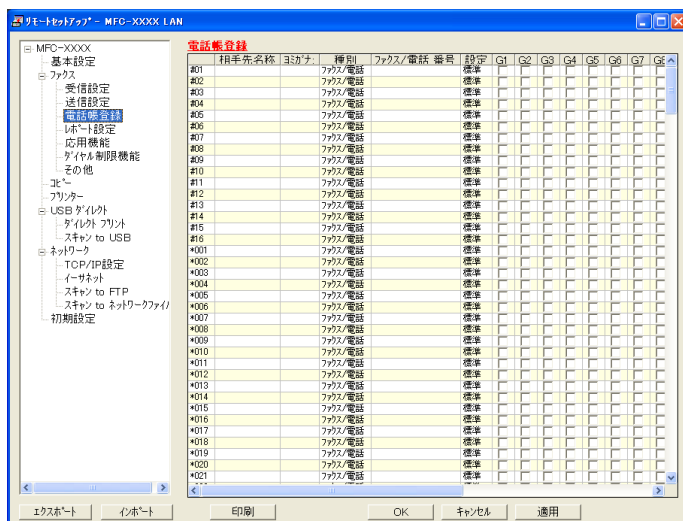 リモートセットアップ - MFC-XXXX LAN
MFC-XXXX
基本設定
ファクス
受信設定
送信設定
電話帳登録
レポート設定
応用機能
ダイヤル制限機能
その他
コピー
プリンター
USB ダイレクト
ダイレクト プリント
スキャン to USB
ネットワーク
TCP/IP設定
イーサネット
スキャン to FTP
スキャン to ネットワークファイル
初期設定
電話帳登録
相手先名称 ヨミガナ: 種別 ファクス/電話 番号 設定 G1 G2 G3 G4 G5 G6 G7 G8
#01 ファクス/電話 標準
#02 ファクス/電話 標準
#03 ファクス/電話 標準
#04 ファクス/電話 標準
#05 ファクス/電話 標準
#06 ファクス/電話 標準
#07 ファクス/電話 標準
#08 ファクス/電話 標準
#09 ファクス/電話 標準
#10 ファクス/電話 標準
#11 ファクス/電話 標準
#12 ファクス/電話 標準
#13 ファクス/電話 標準
#14 ファクス/電話 標準
#15 ファクス/電話 標準
#16 ファクス/電話 標準
*001 ファクス/電話 標準
*002 ファクス/電話 標準
*003 ファクス/電話 標準
*004 ファクス/電話 標準
*005 ファクス/電話 標準
*006 ファクス/電話 標準
*007 ファクス/電話 標準
*008 ファクス/電話 標準
*009 ファクス/電話 標準
*010 ファクス/電話 標準
*011 ファクス/電話 標準
*012 ファクス/電話 標準
*013 ファクス/電話 標準
*014 ファクス/電話 標準
*015 ファクス/電話 標準
*016 ファクス/電話 標準
*017 ファクス/電話 標準
*018 ファクス/電話 標準
*019 ファクス/電話 標準
*020 ファクス/電話 標準
*021 ファクス/電話 標準
エクスポート インポート 印刷 OK キャンセル 適用